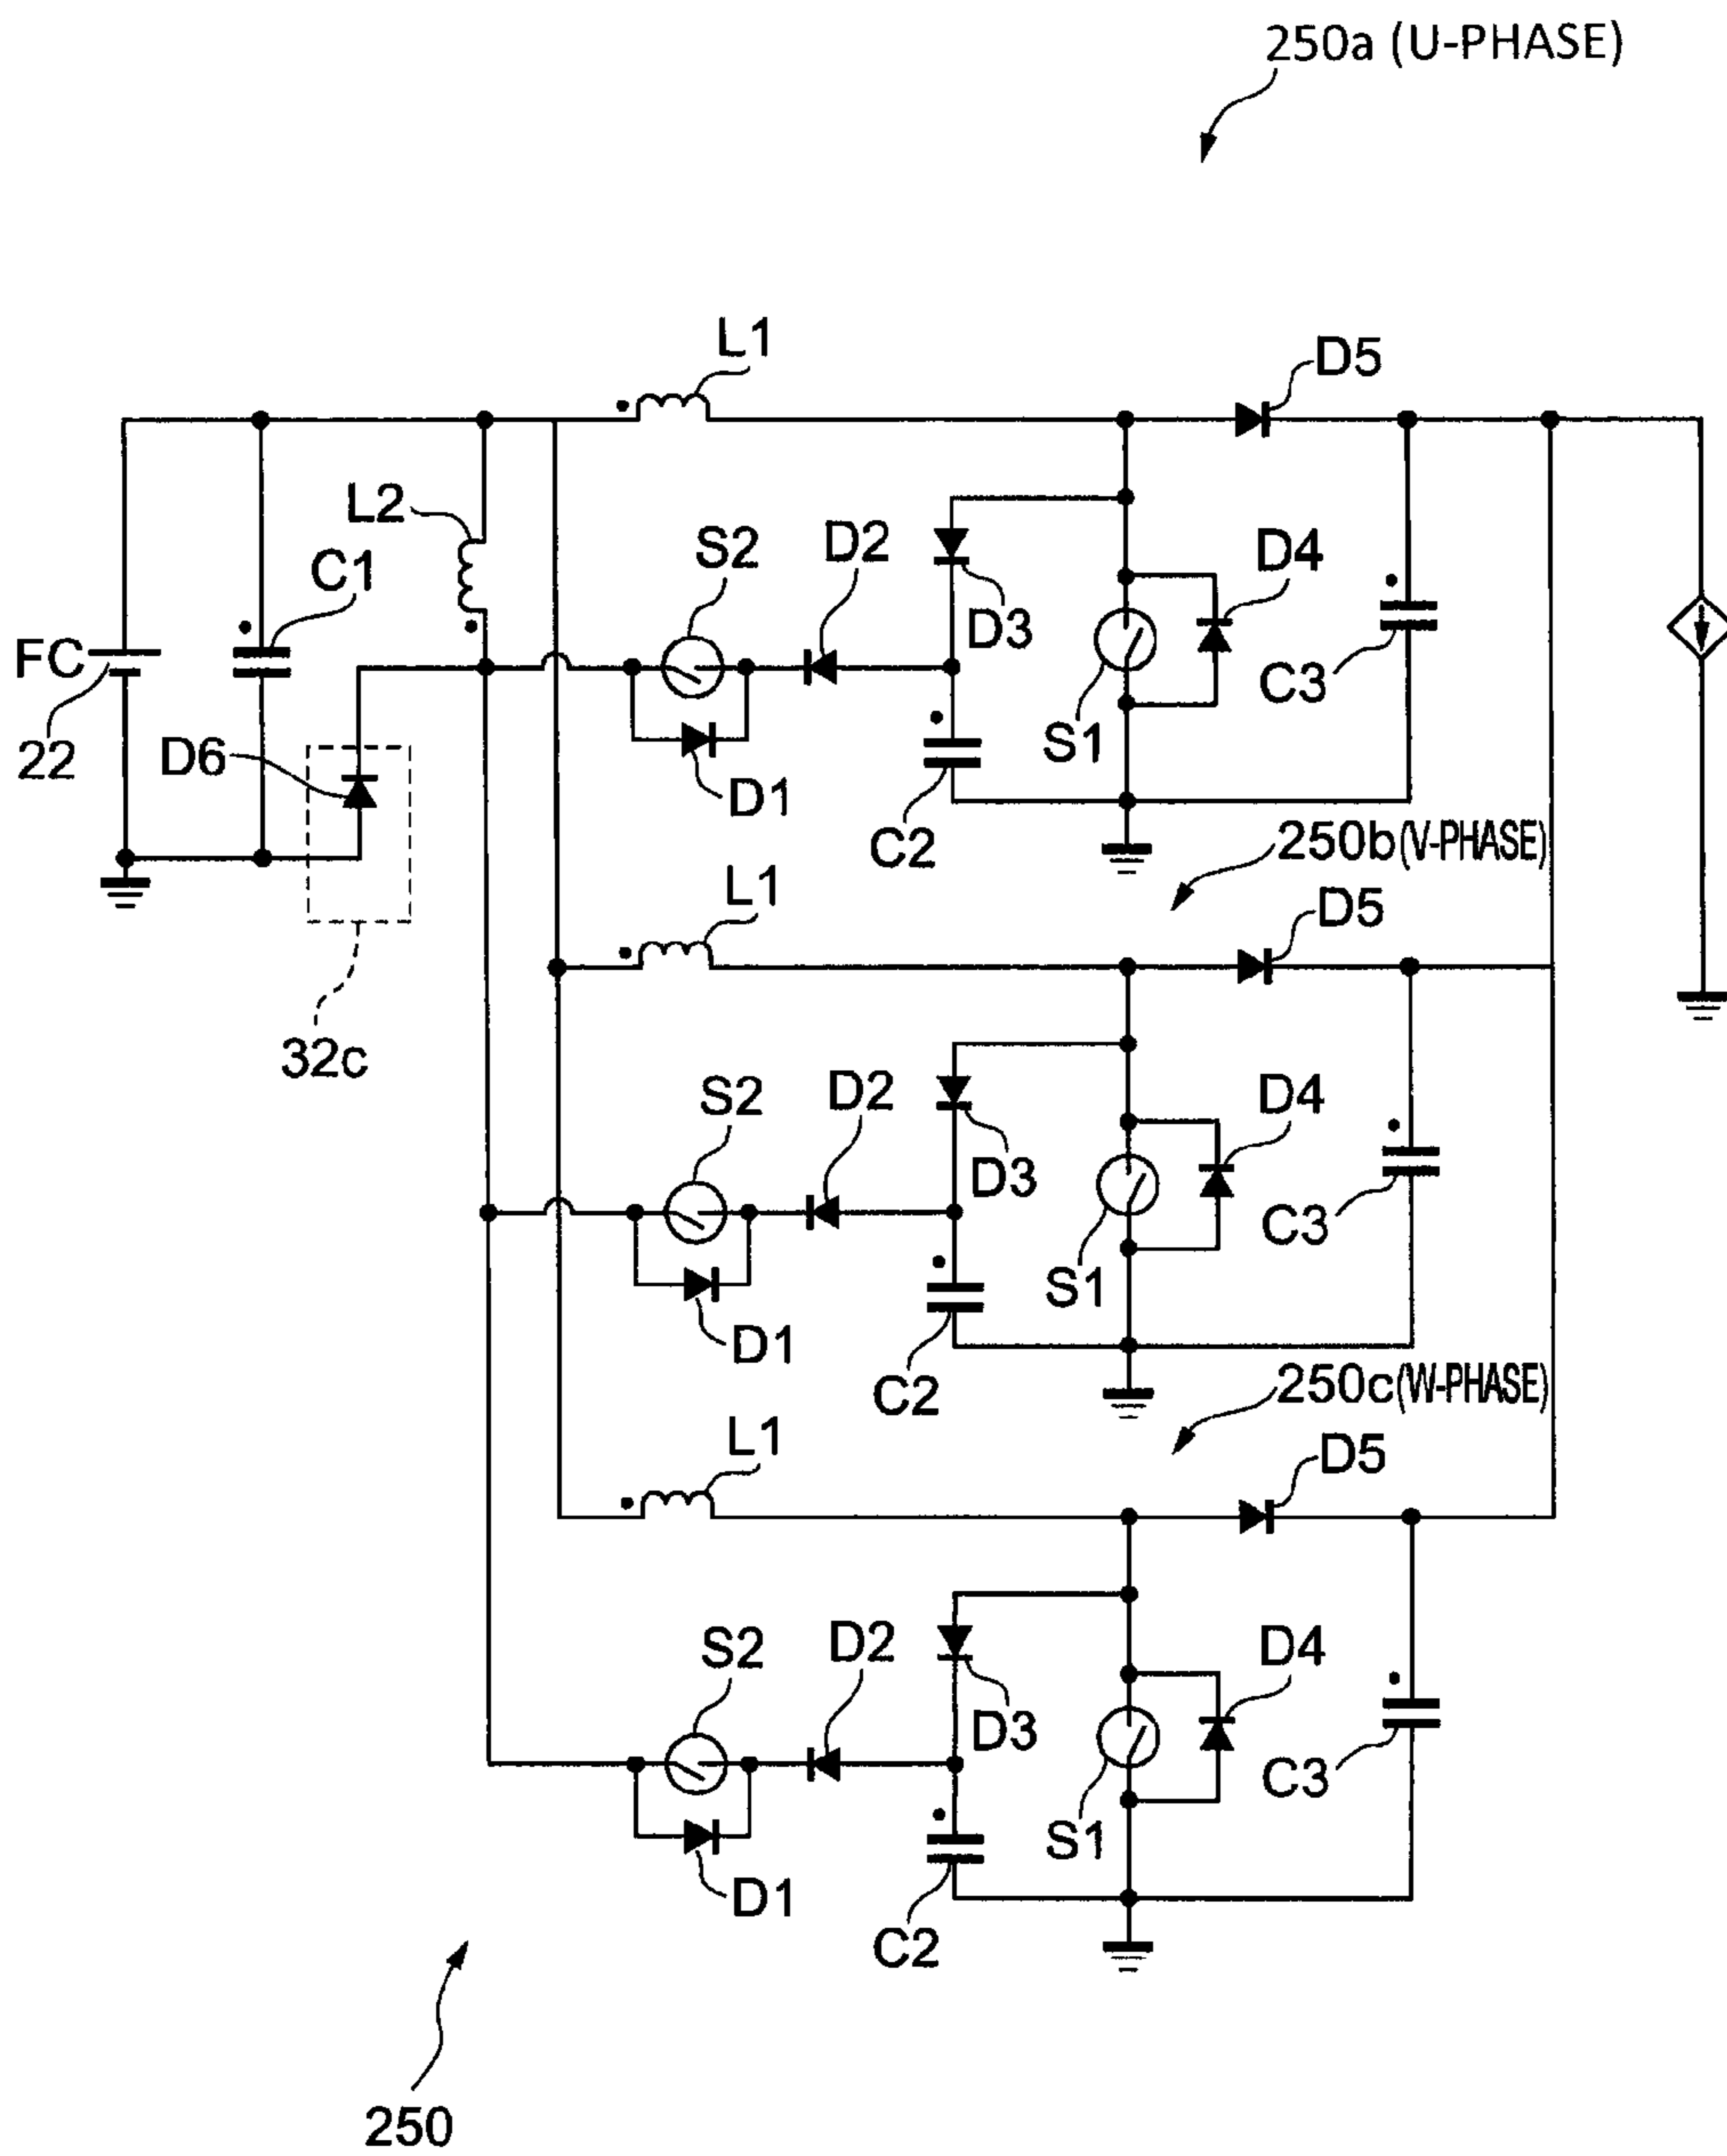 250a (U-PHASE)
L1
D5
L2
C1
S2
D2
D4
FC
D3
C3
22
D6
S1
D1
C2
250b (V-PHASE)
L1
D5
32c
S2
D2
D4
D3
C3
S1
D1
C2
250c (W-PHASE)
L1
D5
S2
D2
D4
D3
C3
S1
D1
C2
250